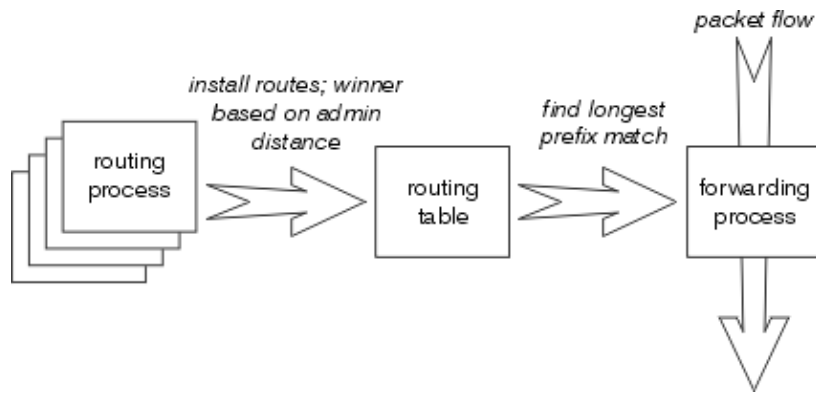 packet flow
install routes; winner
based on admin
distance
find longest
prefix match
routing
process
routing
table
forwarding
process